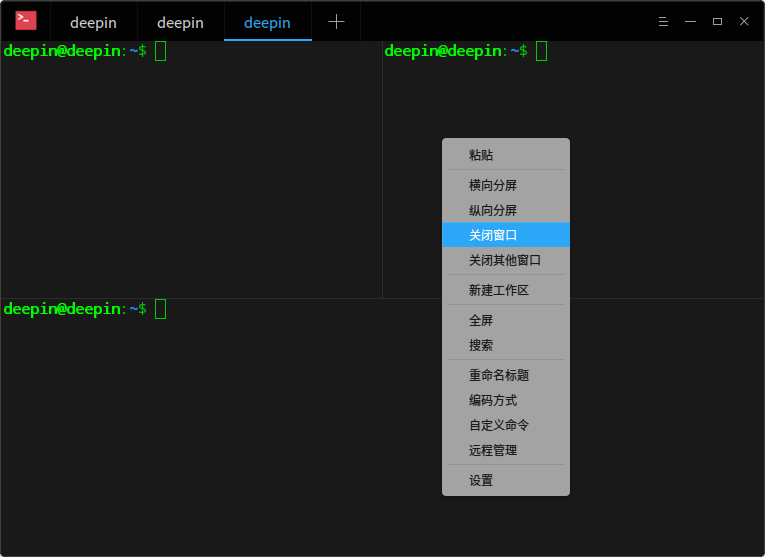 deepin deepin deepin
deepin@deepin:~$ deepin@deepin:~$
粘贴
横向分屏
纵向分屏
关闭窗口
关闭其他窗口
新建工作区
deepin@deepin:~$
全屏
搜索
重命名标题
编码方式
自定义命令
远程管理
设置